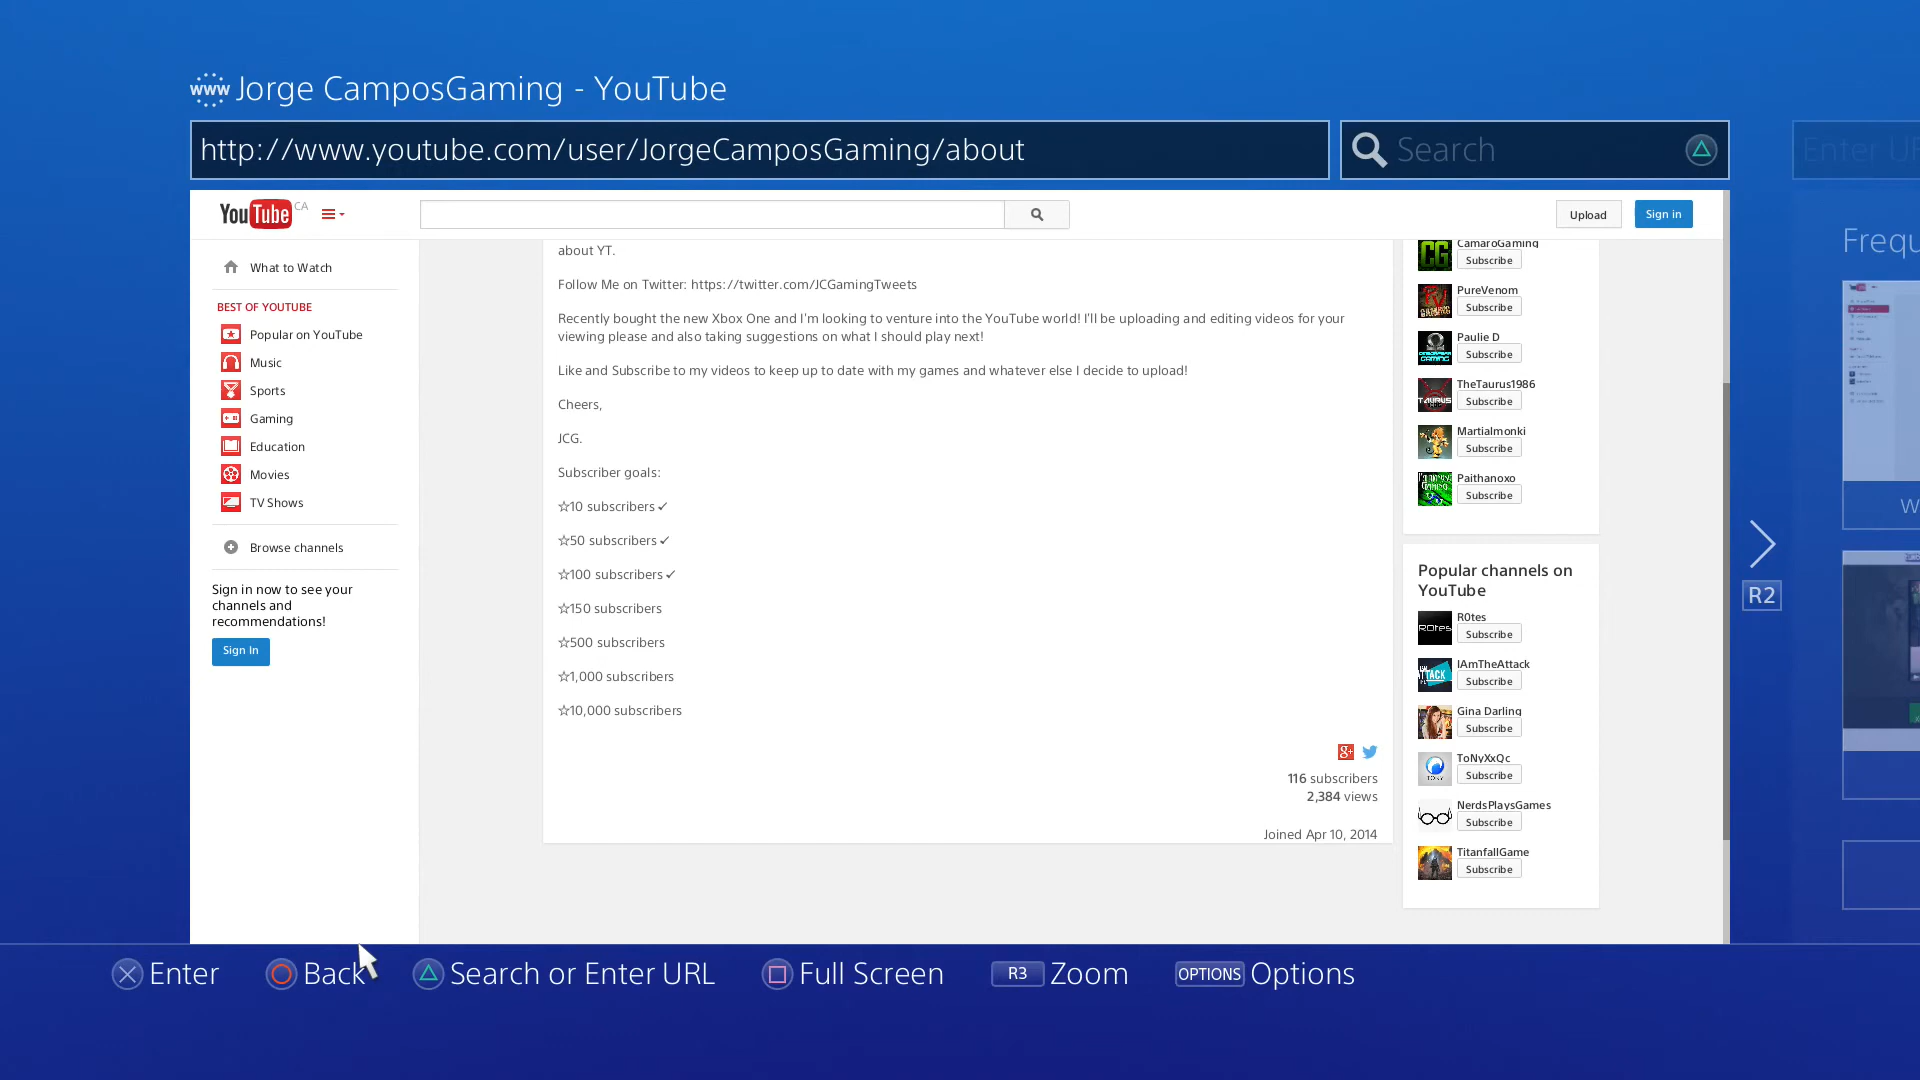 www Jorge CamposGaming - YouTube
http://www.youtube.com/user/JorgeCamposGaming/about
Search
Enter
YouTube CA
Upload
Sign in
What to Watch
BEST OF YOUTUBE
Popular on YouTube
Music
Sports
Gaming
Education
Movies
TV Shows
Browse channels
Sign in now to see your
channels and
recommendations!
Sign In
about YT.
Follow Me on Twitter: https://twitter.com/JCGamingTweets
Recently bought the new Xbox One and I'm looking to venture into the YouTube world! I'll be uploading and editing videos for your
viewing please and also taking suggestions on what I should play next!
Like and Subscribe to my videos to keep up to date with my games and whatever else I decide to upload!
Cheers,
JCG.
Subscriber goals:
☆10 subscribers✓
☆50 subscribers✓
☆100 subscribers✓
☆150 subscribers
☆500 subscribers
☆1,000 subscribers
☆10,000 subscribers
116 subscribers
2,384 views
Joined Apr 10, 2014
CamaroGaming
Subscribe
PureVenom
Subscribe
Paulie D
Subscribe
TheTaurus1986
Subscribe
Martialmonki
Subscribe
Paithanoxo
Subscribe
Popular channels on
YouTube
R0tes
Subscribe
IAmTheAttack
Subscribe
Gina Darling
Subscribe
ToNyXxQc
Subscribe
NerdsPlaysGames
Subscribe
TitanfallGame
Subscribe
R2
Enter
Back
Search or Enter URL
Full Screen
R3 Zoom
OPTIONS Options